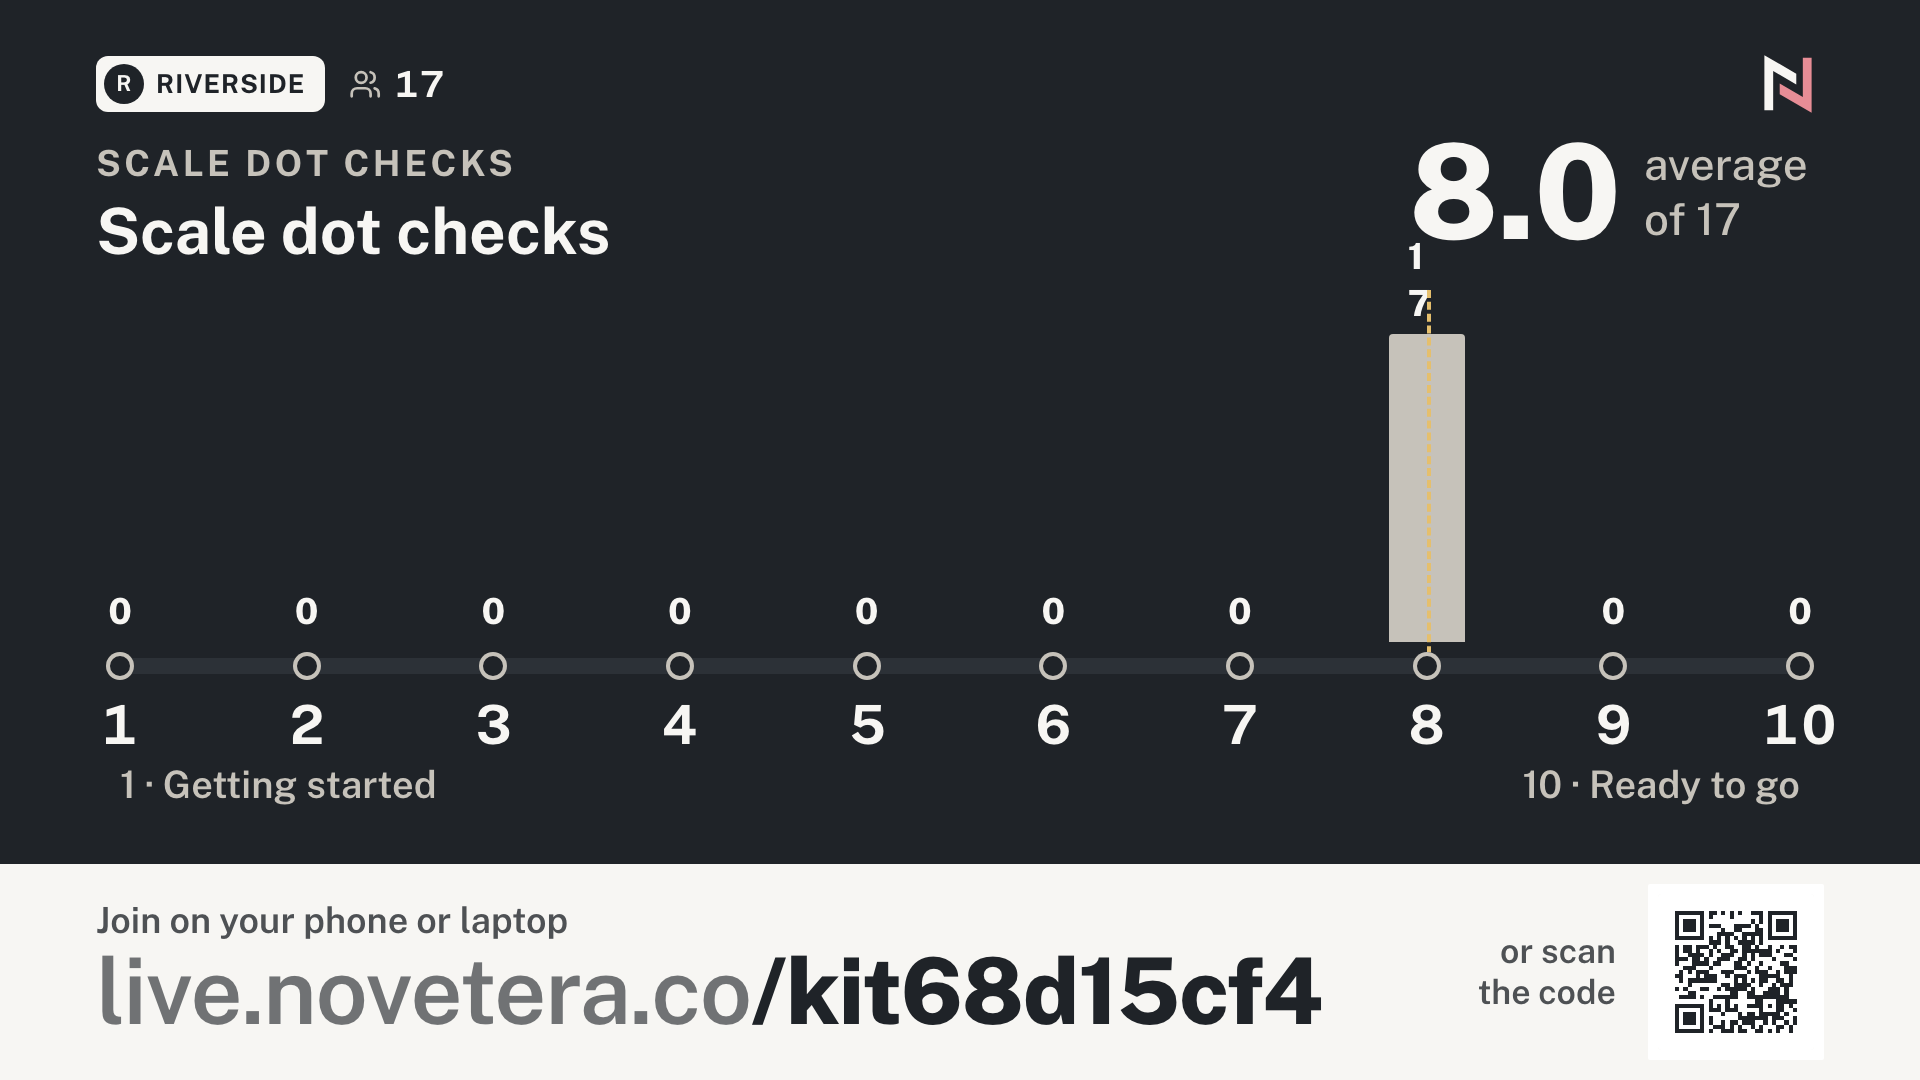 R RIVERSIDE 17
SCALE DOT CHECKS
Scale dot checks
8.0 average
of 17
1
7
0 0 0 0 0 0 0 0 0
1 2 3 4 5 6 7 8 9 10
1 · Getting started 10 · Ready to go
Join on your phone or laptop
live.novetera.co/kit68d15cf4
or scan
the code